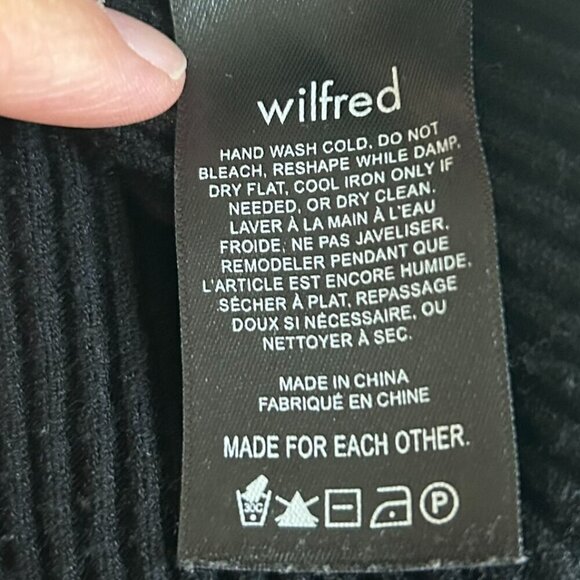 wilfred
HAND WASH COLD, DO NOT
BLEACH, RESHAPE WHILE DAMP,
DRY FLAT, COOL IRON ONLY IF
NEEDED, OR DRY CLEAN.
LAVER À LA MAIN À L'EAU
FROIDE, NE PAS JAVELISER,
REMODELER PENDANT QUE
L'ARTICLE EST ENCORE HUMIDE,
SÉCHER À PLAT, REPASSAGE
DOUX SI NÉCESSAIRE, OU
NETTOYER À SEC.
MADE IN CHINA
FABRIQUÉ EN CHINE
MADE FOR EACH OTHER.
30C P